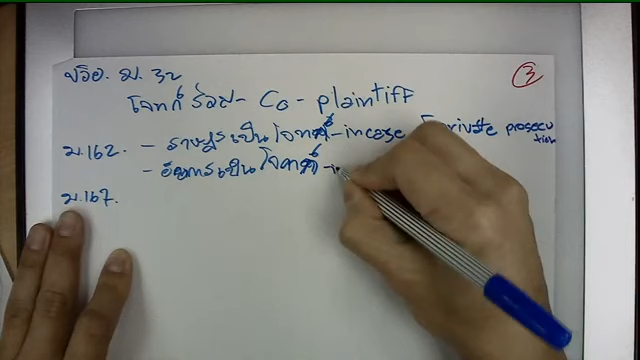 ปวิอ. ม. 32
3
โจทก์ร่วม - Co - plaintiff
ม.162. - ราษฎรเป็นโจทก์ - incase private prosecution
- อัยการเป็นโจทก์ -
ม.167.